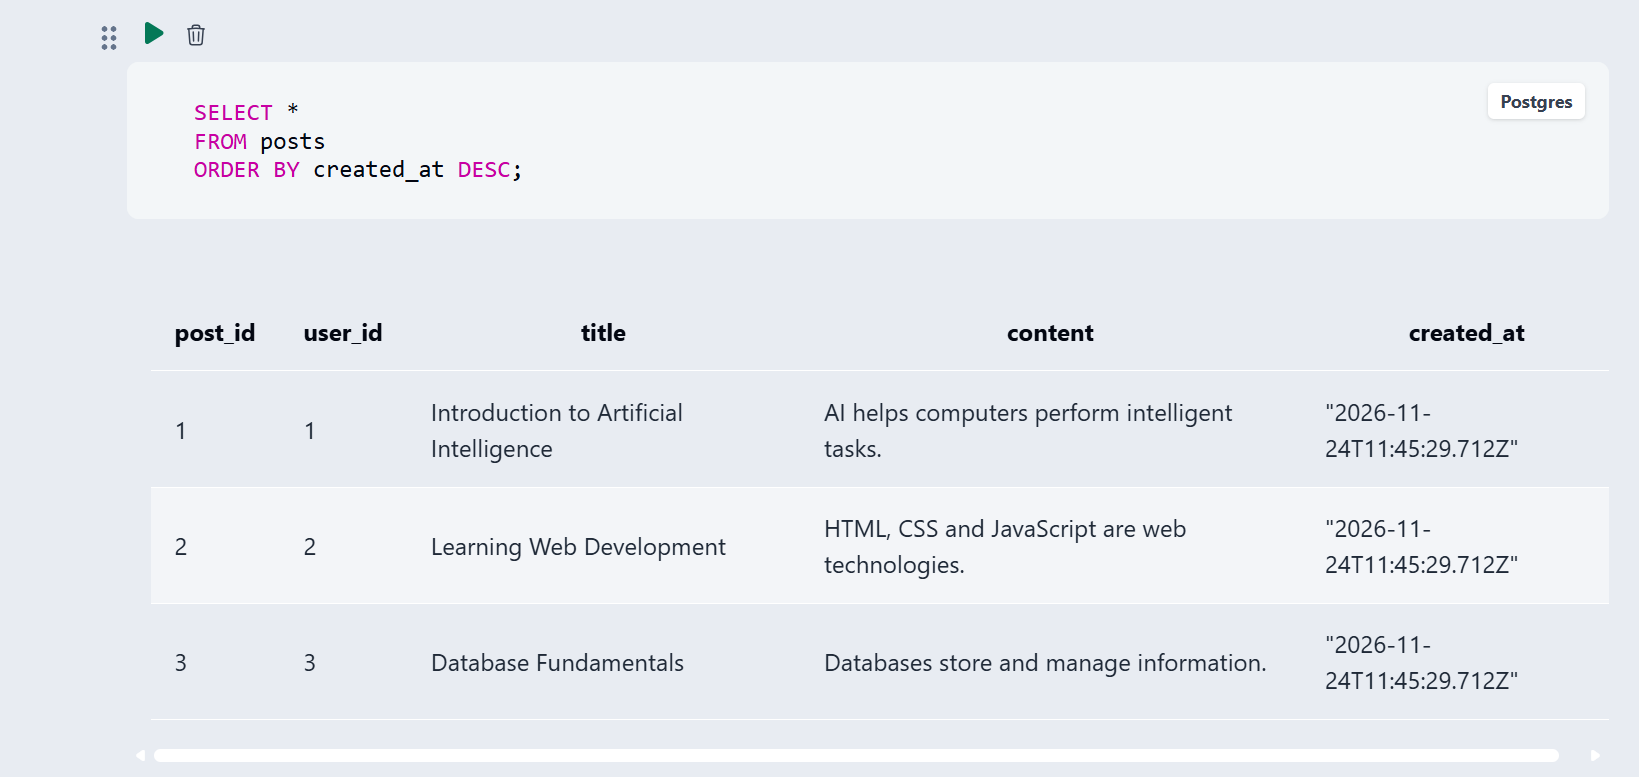 SELECT *
Postgres
FROM posts
ORDER BY created_at DESC;
post_id user_id title content created_at
1 1 Introduction to Artificial Intelligence AI helps computers perform intelligent tasks. "2026-11-24T11:45:29.712Z"
2 2 Learning Web Development HTML, CSS and JavaScript are web technologies. "2026-11-24T11:45:29.712Z"
3 3 Database Fundamentals Databases store and manage information. "2026-11-24T11:45:29.712Z"